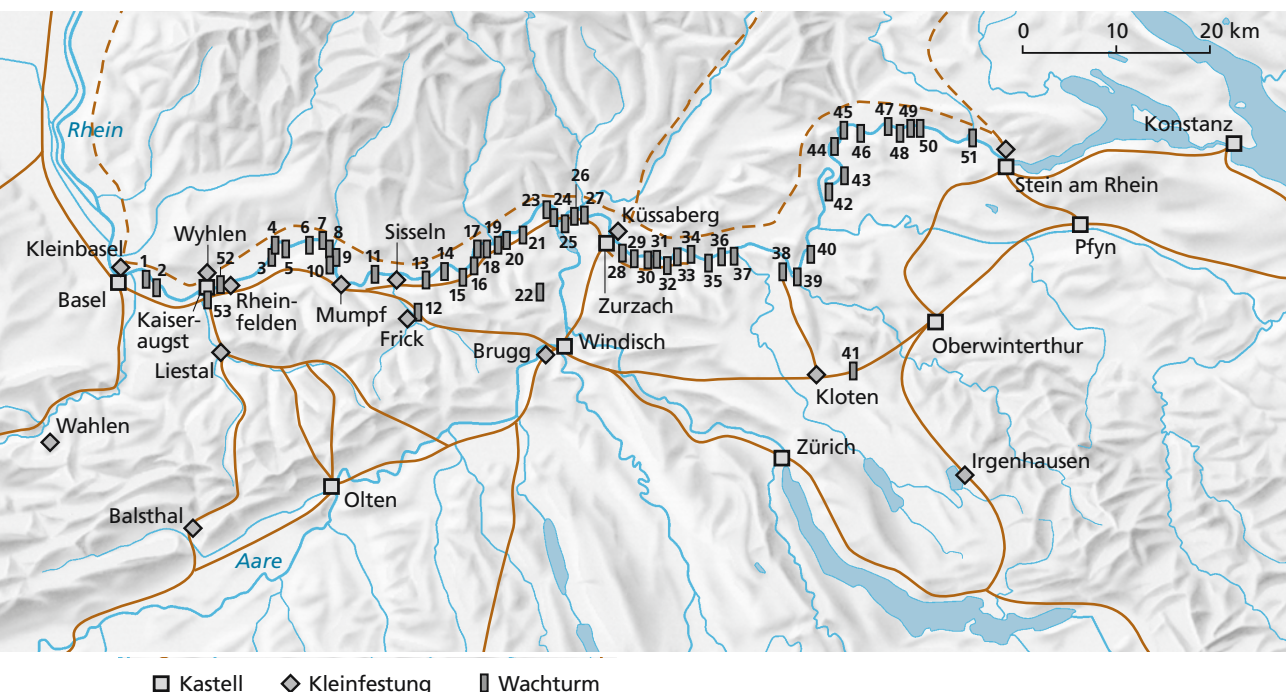 0 10 20 km
Rhein
Konstanz
Stein am Rhein
Pfyn
45 47 49
44 46 48 50 51
43
42
26
23 24 27
25
Küssaberg
Sisseln
Wyhlen
Kleinbasel
Basel
1 2
52
53
4 6 7 8
3 5 10 9
11
13 14
17 19
15 16 18 20 21
22
12
29 31 34 36
28 30 32 33 35 37
38 40
39
Kaiser-
augst
Rhein-
felden
Mumpf
Frick
Zurzach
Liestal
Brugg
Windisch
Oberwinterthur
41
Kloten
Wahlen
Zürich
Irgenhausen
Olten
Balsthal
Aare
Kastell Kleinfestung Wachturm